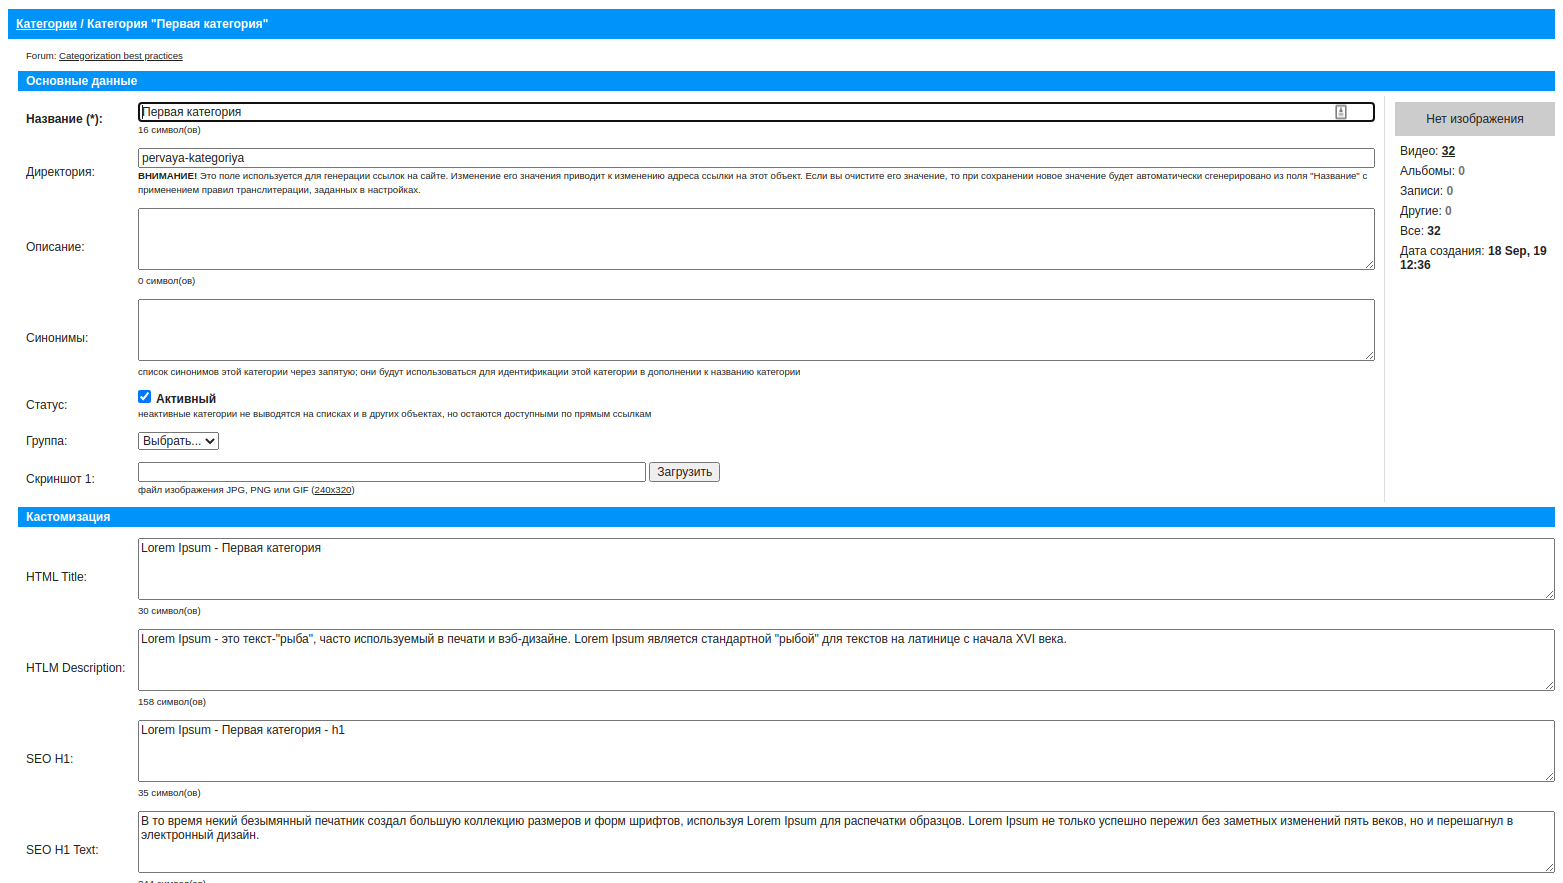 Категории / Категория "Первая категория"
Forum: Categorization best practices
Основные данные
Название (*):
Первая категория
16 символ(ов)
Директория:
pervaya-kategoriya
ВНИМАНИЕ! Это поле используется для генерации ссылок на сайте. Изменение его значения приводит к изменению адреса ссылки на этот объект. Если вы очистите его значение, то при сохранении новое значение будет автоматически сгенерировано из поля "Название" с
применением правил транслитерации, заданных в настройках.
Описание:
0 символ(ов)
Синонимы:
список синонимов этой категории через запятую; они будут использоваться для идентификации этой категории в дополнении к названию категории
Статус:
Активный
неактивные категории не выводятся на списках и в других объектах, но остаются доступными по прямым ссылкам
Группа:
Выбрать...
Скриншот 1:
Загрузить
файл изображения JPG, PNG или GIF (240x320)
Нет изображения
Видео: 32
Альбомы: 0
Записи: 0
Другие: 0
Все: 32
Дата создания: 18 Sep, 19
12:36
Кастомизация
HTML Title:
Lorem Ipsum - Первая категория
30 символ(ов)
HTLM Description:
Lorem Ipsum - это текст-"рыба", часто используемый в печати и вэб-дизайне. Lorem Ipsum является стандартной "рыбой" для текстов на латинице с начала XVI века.
158 символ(ов)
SEO H1:
Lorem Ipsum - Первая категория - h1
35 символ(ов)
SEO H1 Text:
В то время некий безымянный печатник создал большую коллекцию размеров и форм шрифтов, используя Lorem Ipsum для распечатки образцов. Lorem Ipsum не только успешно пережил без заметных изменений пять веков, но и перешагнул в
электронный дизайн.